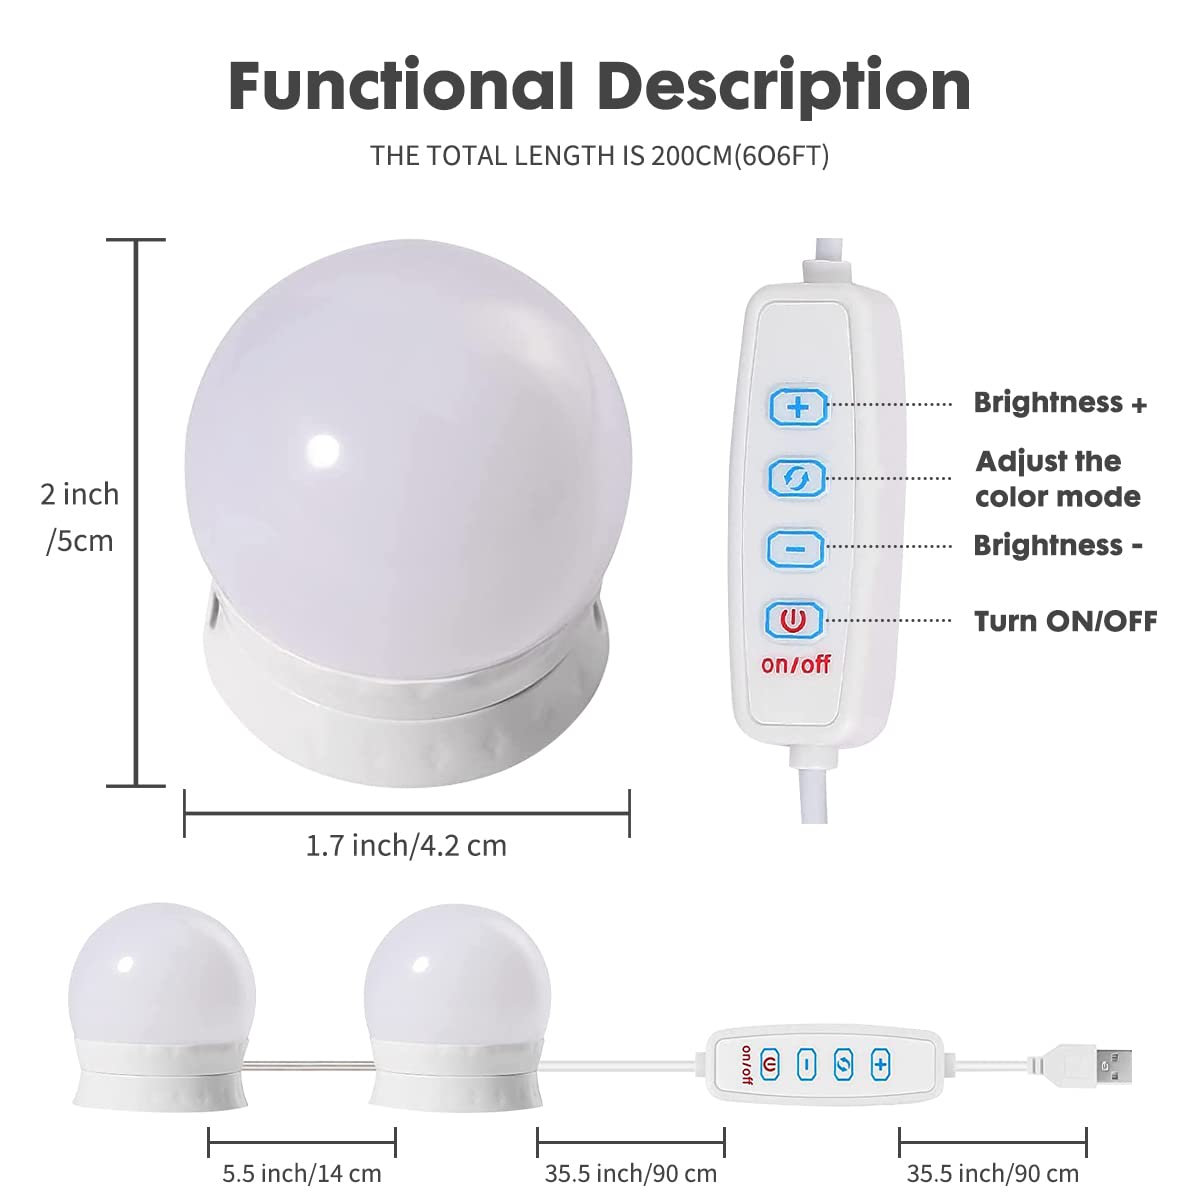 Functional Description
THE TOTAL LENGTH IS 200CM(6O6FT)
2 inch
/5cm
Brightness +
Adjust the
color mode
Brightness -
Turn ON/OFF
on/off
1.7 inch/4.2 cm
on/off
5.5 inch/14 cm
35.5 inch/90 cm
35.5 inch/90 cm